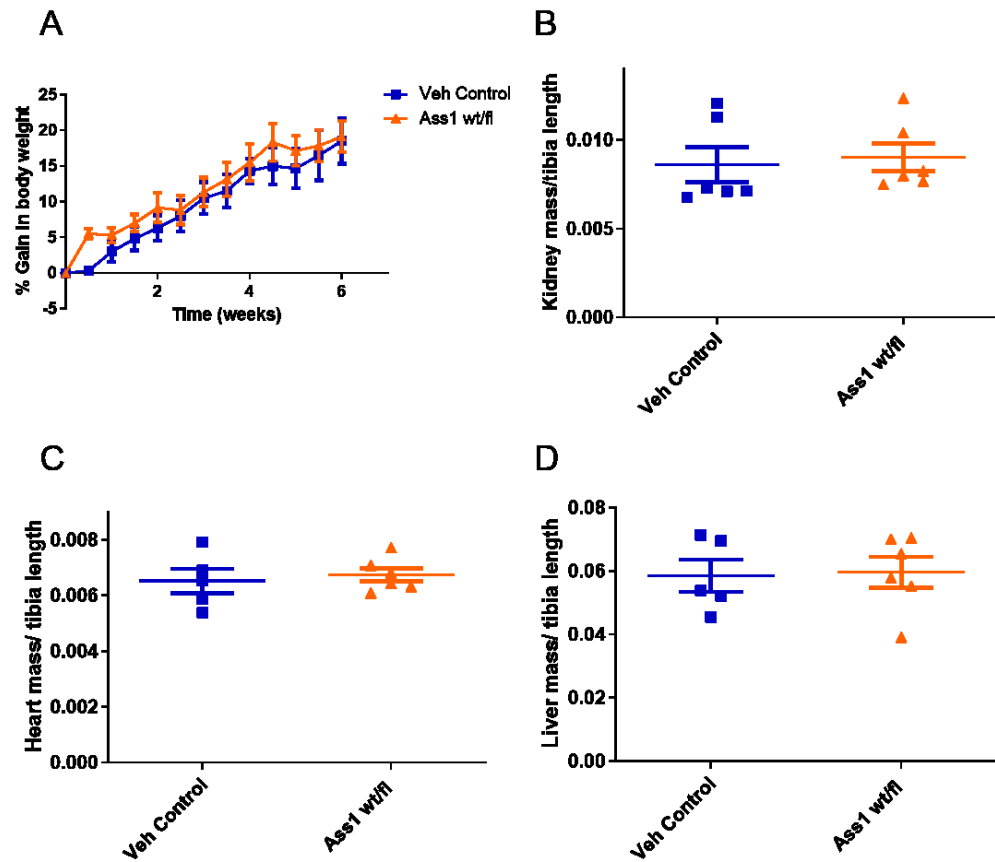 A
% Gain in body weight
25
20
15
10
5
0
-5
2
4
6
Time (weeks)
Veh Control
Ass1 wt/fl
B
Kidney mass/tibia length
0.010
0.005
0.000
Veh Control
Ass1 wt/fl
C
Heart mass/ tibia length
0.008
0.006
0.004
0.002
0.000
Veh Control
Ass1 wt/fl
D
Liver mass/ tibia length
0.08
0.06
0.04
0.02
0.00
Veh Control
Ass1 wt/fl